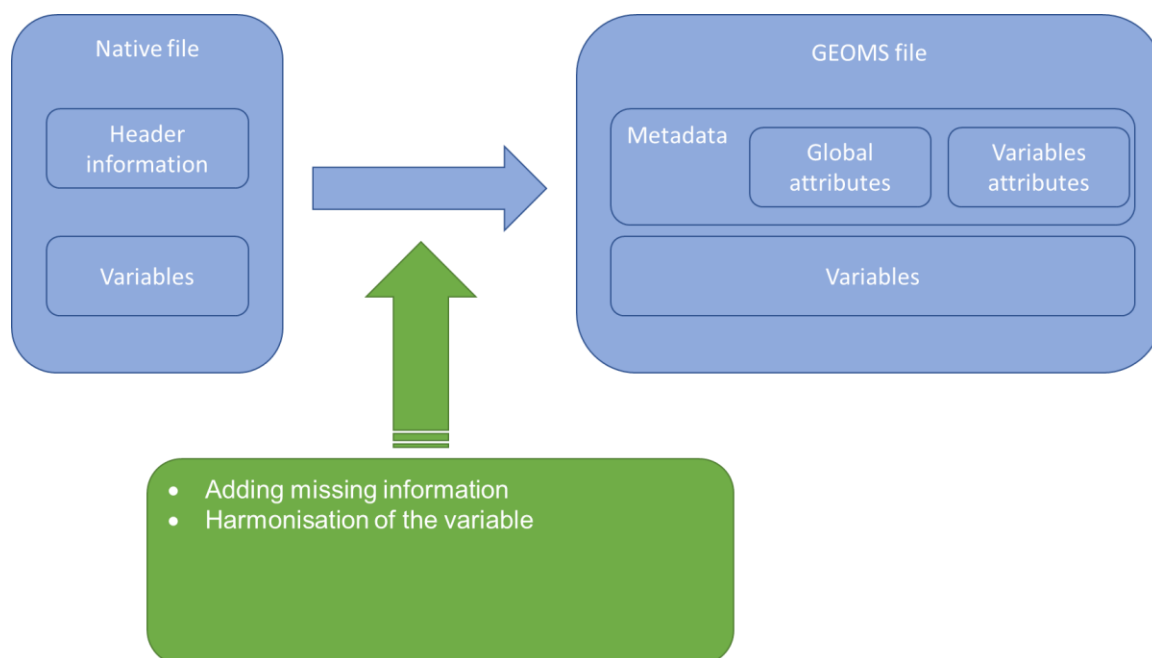 Native file
Header
information
Variables
GEOMS file
Metadata
Global
attributes
Variables
attributes
Variables
• Adding missing information
• Harmonisation of the variable